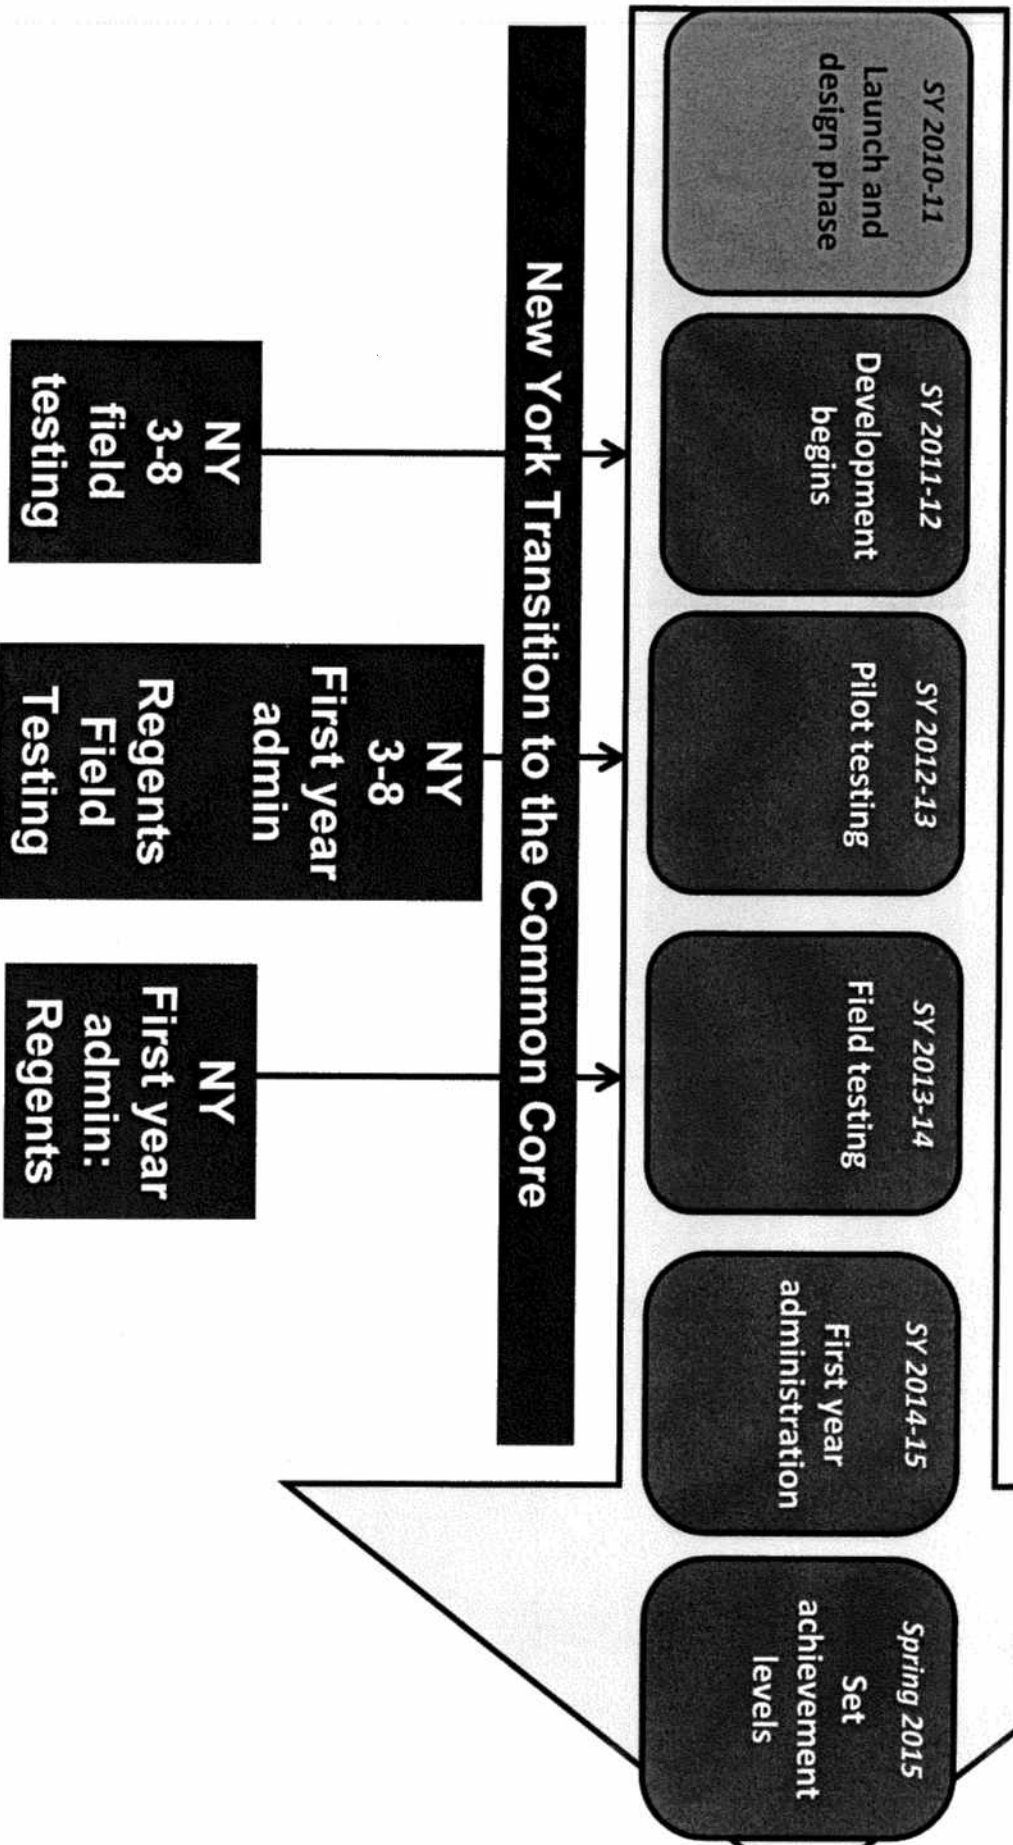 SY 2010-11
Launch and
design phase
SY 2011-12
Development
begins
SY 2012-13
Pilot testing
SY 2013-14
Field testing
SY 2014-15
First year
administration
Spring 2015
Set
achievement
levels
New York Transition to the Common Core
NY
3-8
field
testing
NY
3-8
First year
admin
Regents
Field
Testing
NY
First year
admin:
Regents